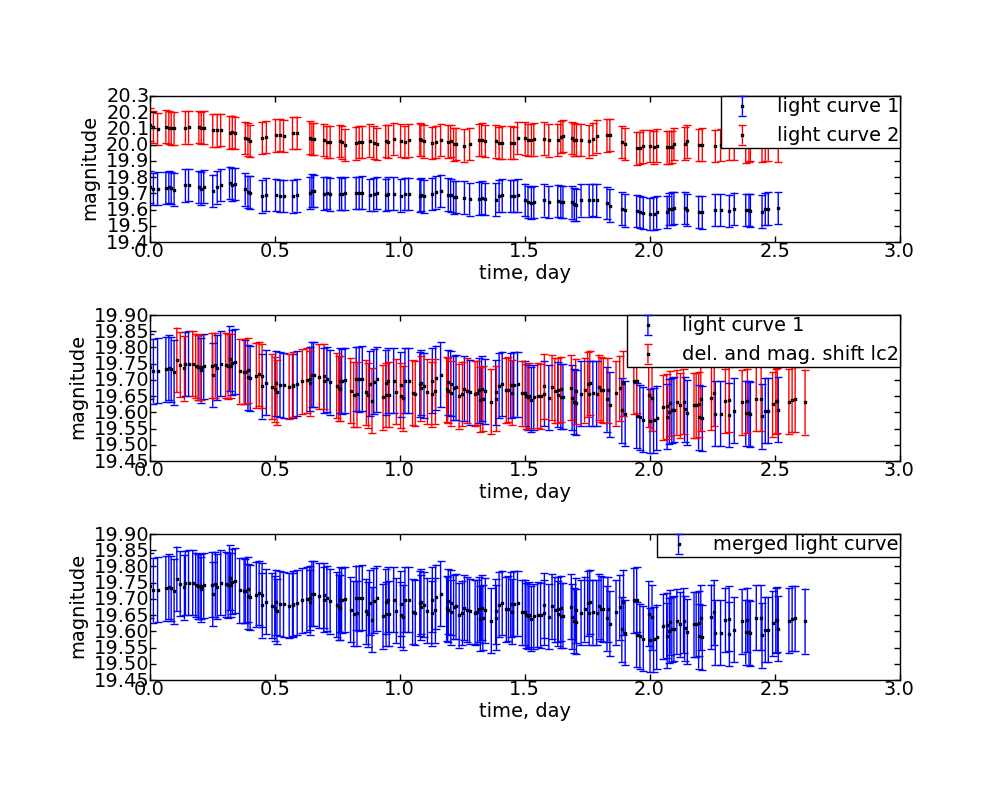 20.3
20.2
20.1
20.0
19.9
19.8
19.7
19.6
19.5
19.4
magnitude
light curve 1
light curve 2
0.0 0.5 1.0 1.5 2.0 2.5 3.0
time, day
19.90
19.85
19.80
19.75
19.70
19.65
19.60
19.55
19.50
19.45
magnitude
light curve 1
del. and mag. shift lc2
0.0 0.5 1.0 1.5 2.0 2.5 3.0
time, day
19.90
19.85
19.80
19.75
19.70
19.65
19.60
19.55
19.50
19.45
magnitude
merged light curve
0.0 0.5 1.0 1.5 2.0 2.5 3.0
time, day